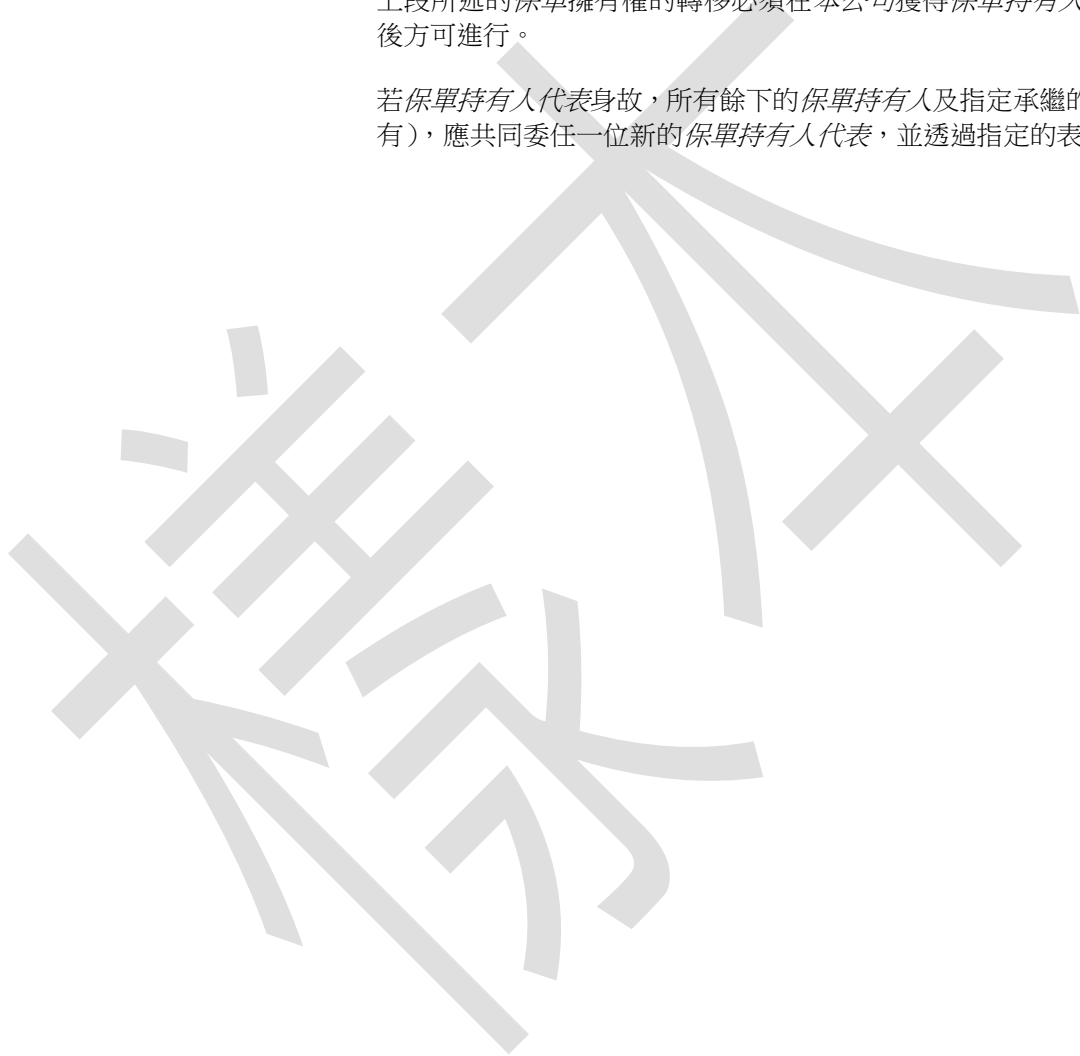 上段所述的保單擁有權的轉移必須在本公司獲得保單持有人
後方可進行。
若保單持有人代表身故，所有餘下的保單持有人及指定承繼的
有），應共同委任一位新的保單持有人代表，並透過指定的表
樣本